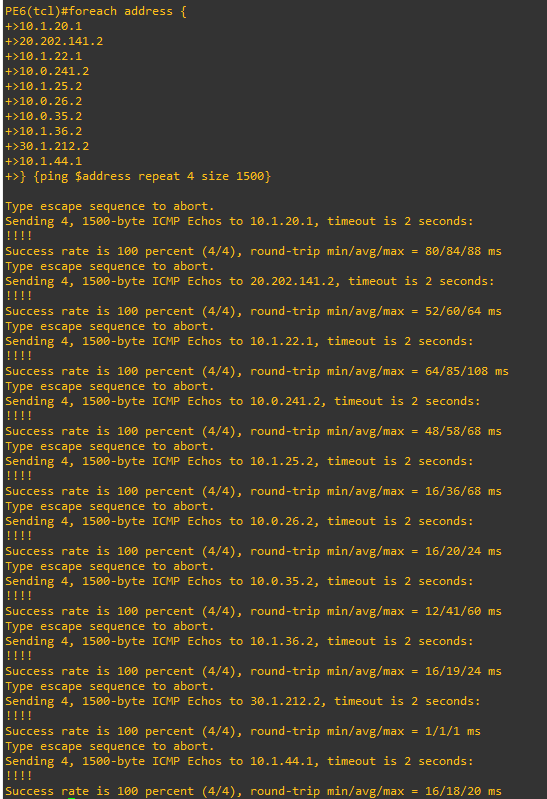 PE6(tcl)#foreach address {
+>10.1.20.1
+>20.202.141.2
+>10.1.22.1
+>10.0.241.2
+>10.1.25.2
+>10.0.26.2
+>10.0.35.2
+>10.1.36.2
+>30.1.212.2
+>10.1.44.1
+>} {ping $address repeat 4 size 1500}
Type escape sequence to abort.
Sending 4, 1500-byte ICMP Echos to 10.1.20.1, timeout is 2 seconds:
!!!!
Success rate is 100 percent (4/4), round-trip min/avg/max = 80/84/88 ms
Type escape sequence to abort.
Sending 4, 1500-byte ICMP Echos to 20.202.141.2, timeout is 2 seconds:
!!!!
Success rate is 100 percent (4/4), round-trip min/avg/max = 52/60/64 ms
Type escape sequence to abort.
Sending 4, 1500-byte ICMP Echos to 10.1.22.1, timeout is 2 seconds:
!!!!
Success rate is 100 percent (4/4), round-trip min/avg/max = 64/85/108 ms
Type escape sequence to abort.
Sending 4, 1500-byte ICMP Echos to 10.0.241.2, timeout is 2 seconds:
!!!!
Success rate is 100 percent (4/4), round-trip min/avg/max = 48/58/68 ms
Type escape sequence to abort.
Sending 4, 1500-byte ICMP Echos to 10.1.25.2, timeout is 2 seconds:
!!!!
Success rate is 100 percent (4/4), round-trip min/avg/max = 16/36/68 ms
Type escape sequence to abort.
Sending 4, 1500-byte ICMP Echos to 10.0.26.2, timeout is 2 seconds:
!!!!
Success rate is 100 percent (4/4), round-trip min/avg/max = 16/20/24 ms
Type escape sequence to abort.
Sending 4, 1500-byte ICMP Echos to 10.0.35.2, timeout is 2 seconds:
!!!!
Success rate is 100 percent (4/4), round-trip min/avg/max = 12/41/60 ms
Type escape sequence to abort.
Sending 4, 1500-byte ICMP Echos to 10.1.36.2, timeout is 2 seconds:
!!!!
Success rate is 100 percent (4/4), round-trip min/avg/max = 16/19/24 ms
Type escape sequence to abort.
Sending 4, 1500-byte ICMP Echos to 30.1.212.2, timeout is 2 seconds:
!!!!
Success rate is 100 percent (4/4), round-trip min/avg/max = 1/1/1 ms
Type escape sequence to abort.
Sending 4, 1500-byte ICMP Echos to 10.1.44.1, timeout is 2 seconds:
!!!!
Success rate is 100 percent (4/4), round-trip min/avg/max = 16/18/20 ms